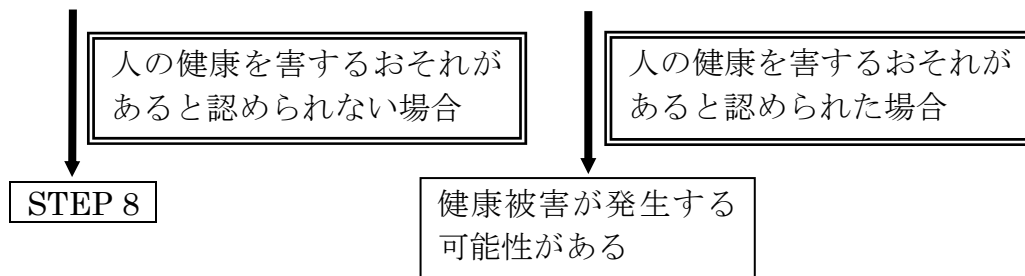 人の健康を害するおそれが
あると認められない場合
人の健康を害するおそれが
あると認められた場合
STEP 8
健康被害が発生する
可能性がある